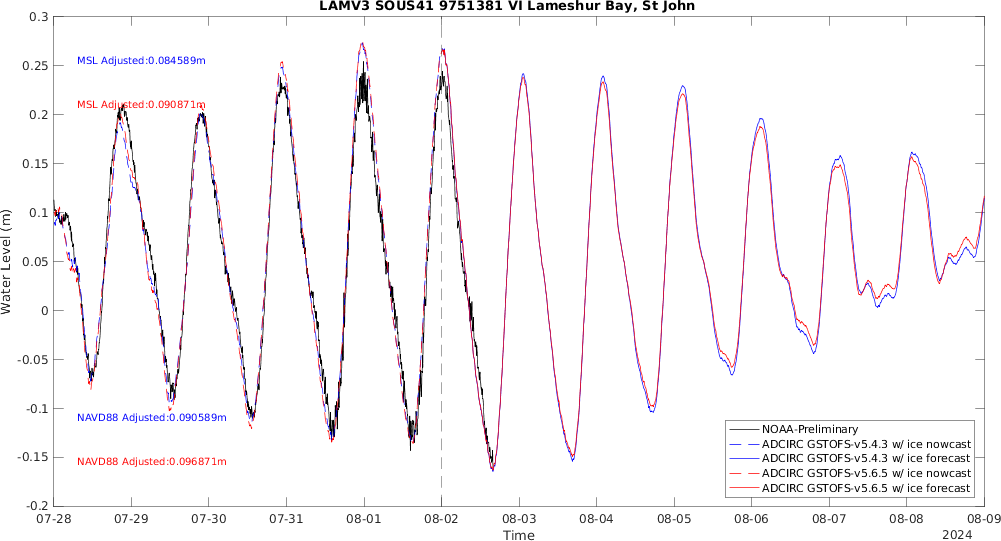 LAMV3 SOUS41 9751381 VI Lameshur Bay, St John
0.3
0.25
0.2
0.15
0.1
0.05
0
-0.05
-0.1
-0.15
-0.2
Water Level (m)
MSL Adjusted:0.084589m
MSL Adjusted:0.090871m
NAVD88 Adjusted:0.090589m
NAVD88 Adjusted:0.096871m
NOAA-Preliminary
ADCIRC GSTOFS-v5.4.3 w/ ice nowcast
ADCIRC GSTOFS-v5.4.3 w/ ice forecast
ADCIRC GSTOFS-v5.6.5 w/ ice nowcast
ADCIRC GSTOFS-v5.6.5 w/ ice forecast
07-28 07-29 07-30 07-31 08-01 08-02 08-03 08-04 08-05 08-06 08-07 08-08 08-09
Time
2024